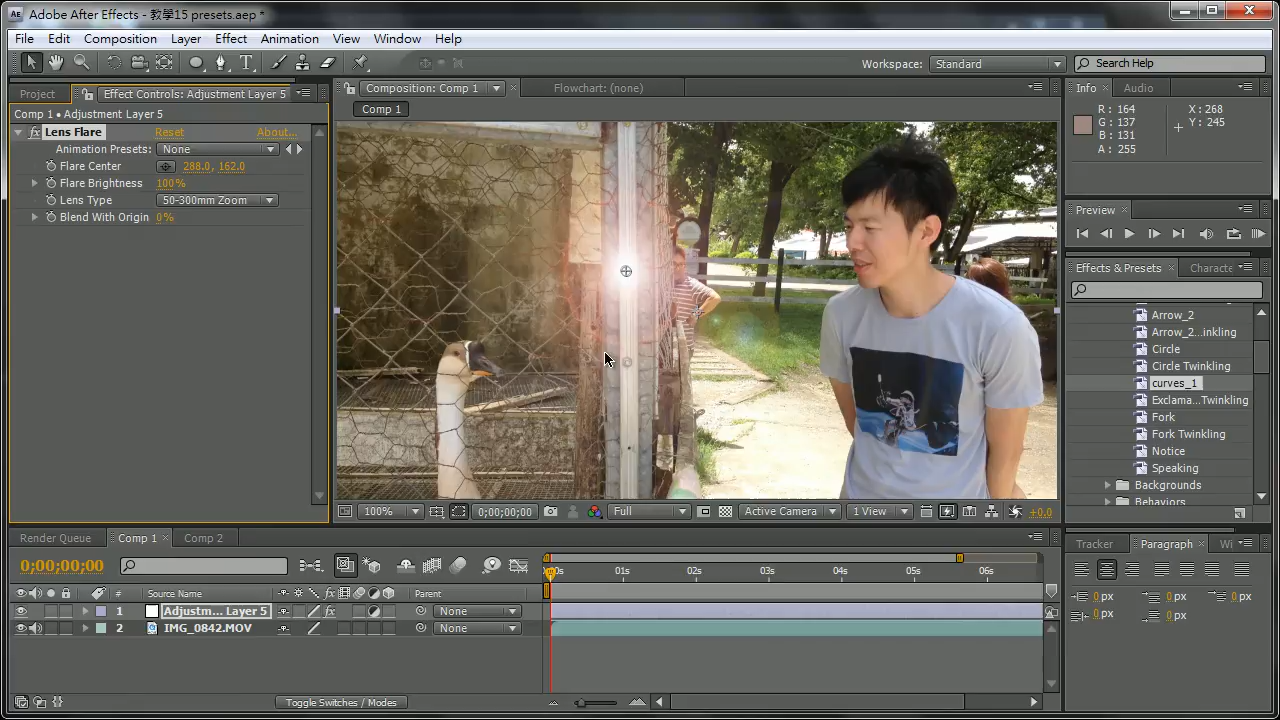 Adobe After Effects - 教學15 presets.aep *
File Edit Composition Layer Effect Animation View Window Help
Workspace: Standard Search Help
Project Effect Controls: Adjustment Layer 5
Comp 1 • Adjustment Layer 5
Lens Flare Reset About...
Animation Presets: None
Flare Center 288.0, 162.0
Flare Brightness 100%
Lens Type 50-300mm Zoom
Blend With Origin 0%
Composition: Comp 1 Flowchart: (none)
Comp 1
100% 0;00;00;00 Full Active Camera 1 View +0.0
Info Audio
R: 164 X: 268
G: 137 Y: 245
B: 131
A: 255
Preview
Effects & Presets Characte
Arrow_2
Arrow_2...inkling
Circle
Circle Twinkling
curves_1
Exclama...Twinkling
Fork
Fork Twinkling
Notice
Speaking
Backgrounds
Behaviors
Render Queue Comp 1 Comp 2
0;00;00;00
# Source Name Parent
1 Adjustm... Layer 5 None
2 IMG_0842.MOV None
01s 02s 03s 04s 05s 06s
Toggle Switches / Modes
Tracker Paragraph Wi
0 px 0 px 0 px
0 px 0 px